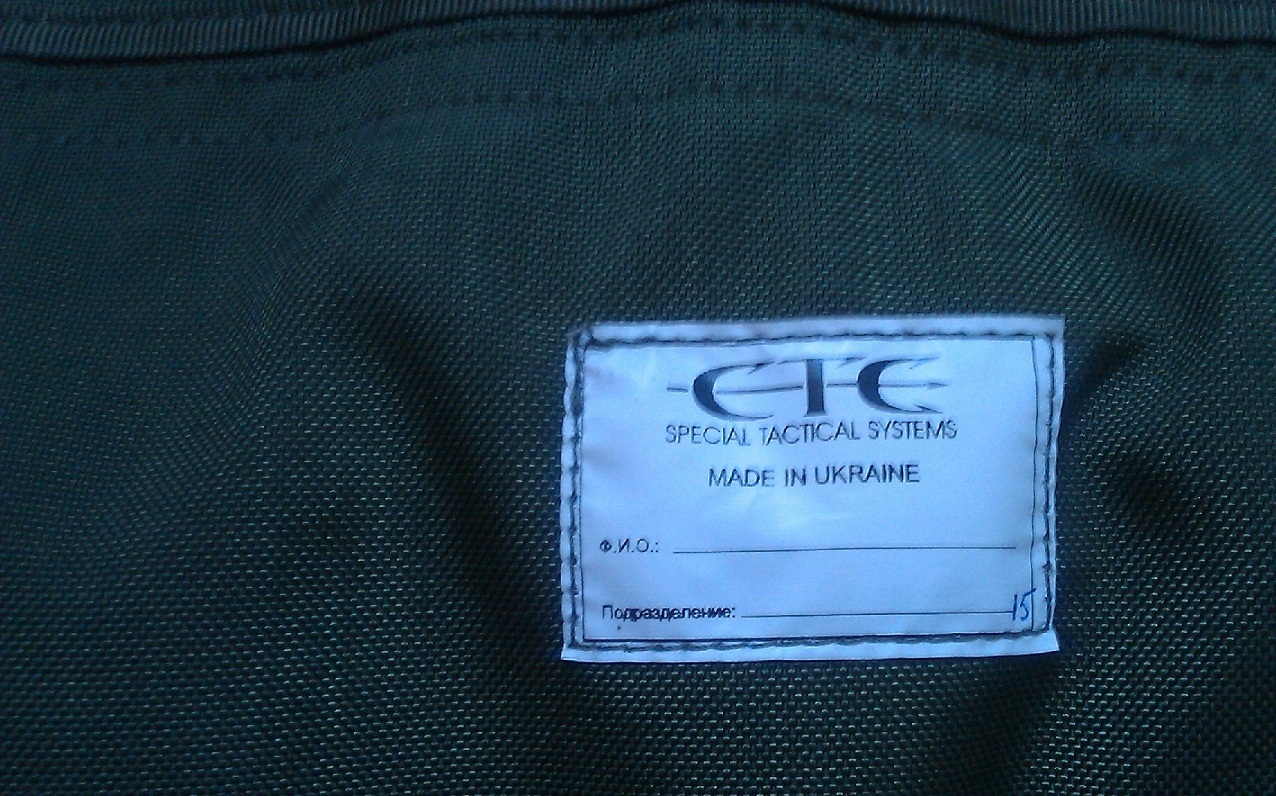 СТС
SPECIAL TACTICAL SYSTEMS
MADE IN UKRAINE
Ф.И.О.:
Подразделение: 15